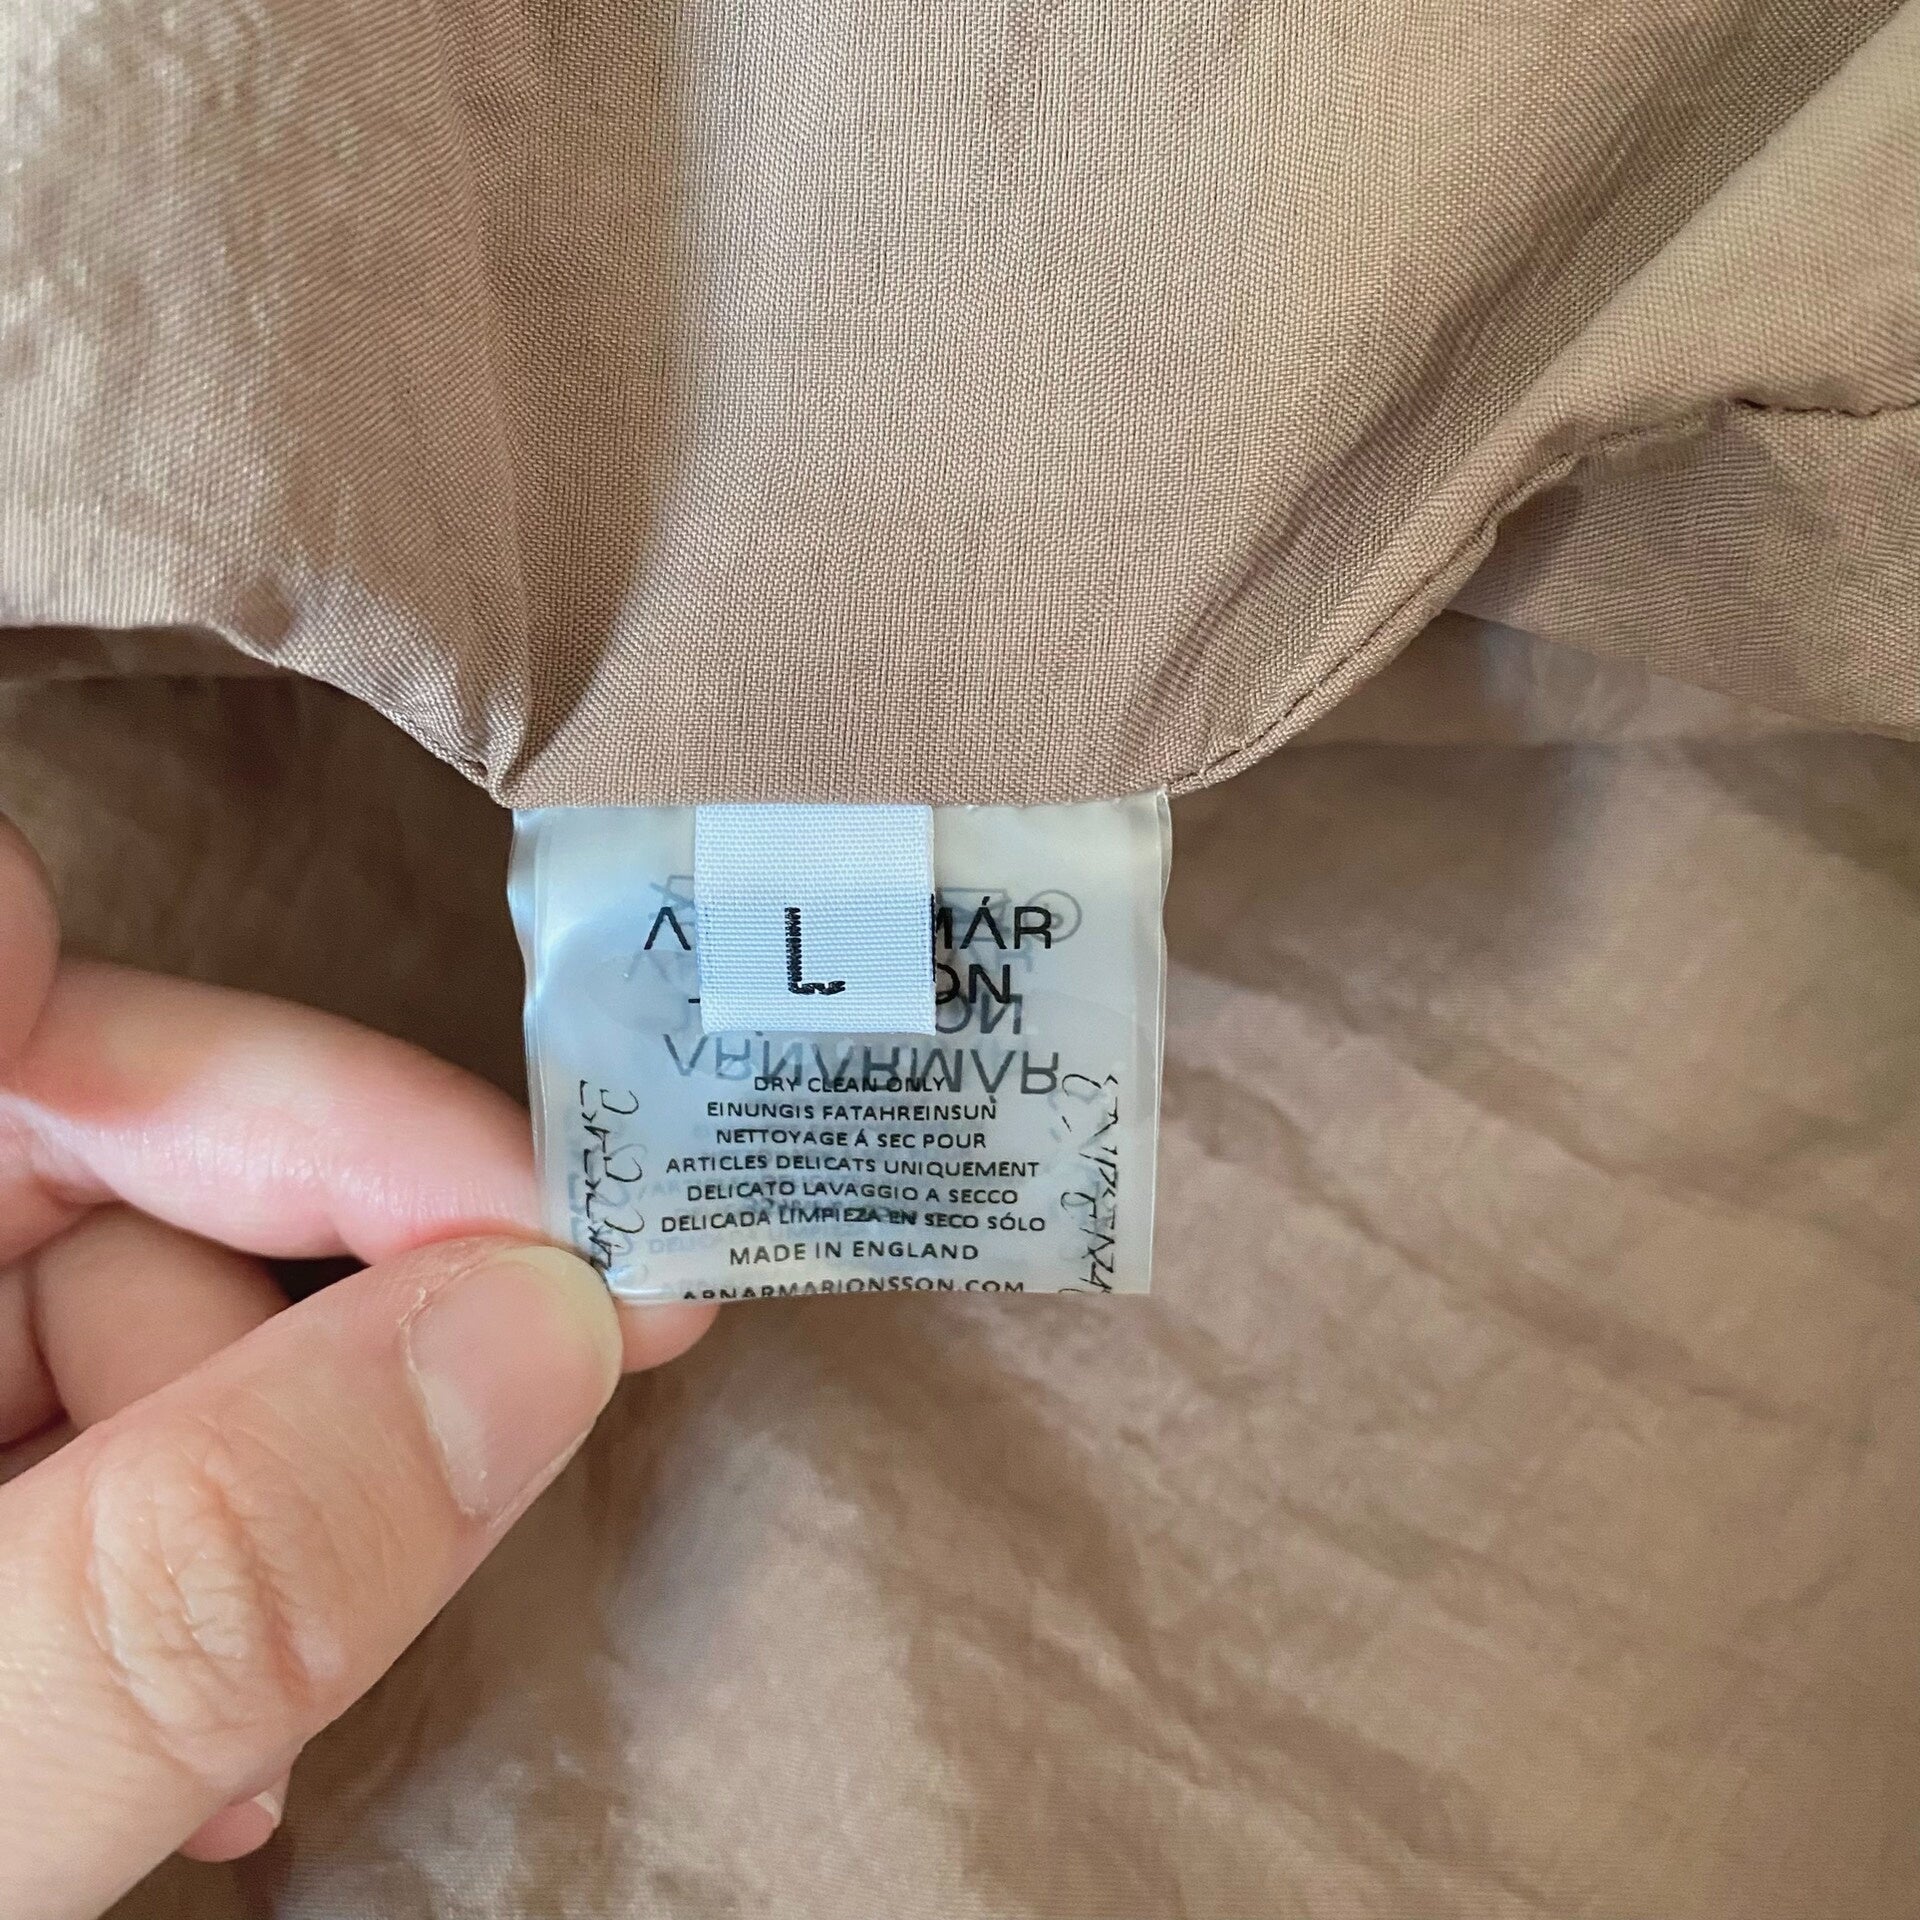 L
DRY CLEAN ONLY
EINUNGIS FATAHREINSUN
NETTOYAGE Á SEC POUR
ARTICLES DELICATS UNIQUEMENT
DELICATO LAVAGGIO A SECCO
DELICADA LIMPIEZA EN SECO SÓLO
MADE IN ENGLAND
ARNARMARJONSSON.COM